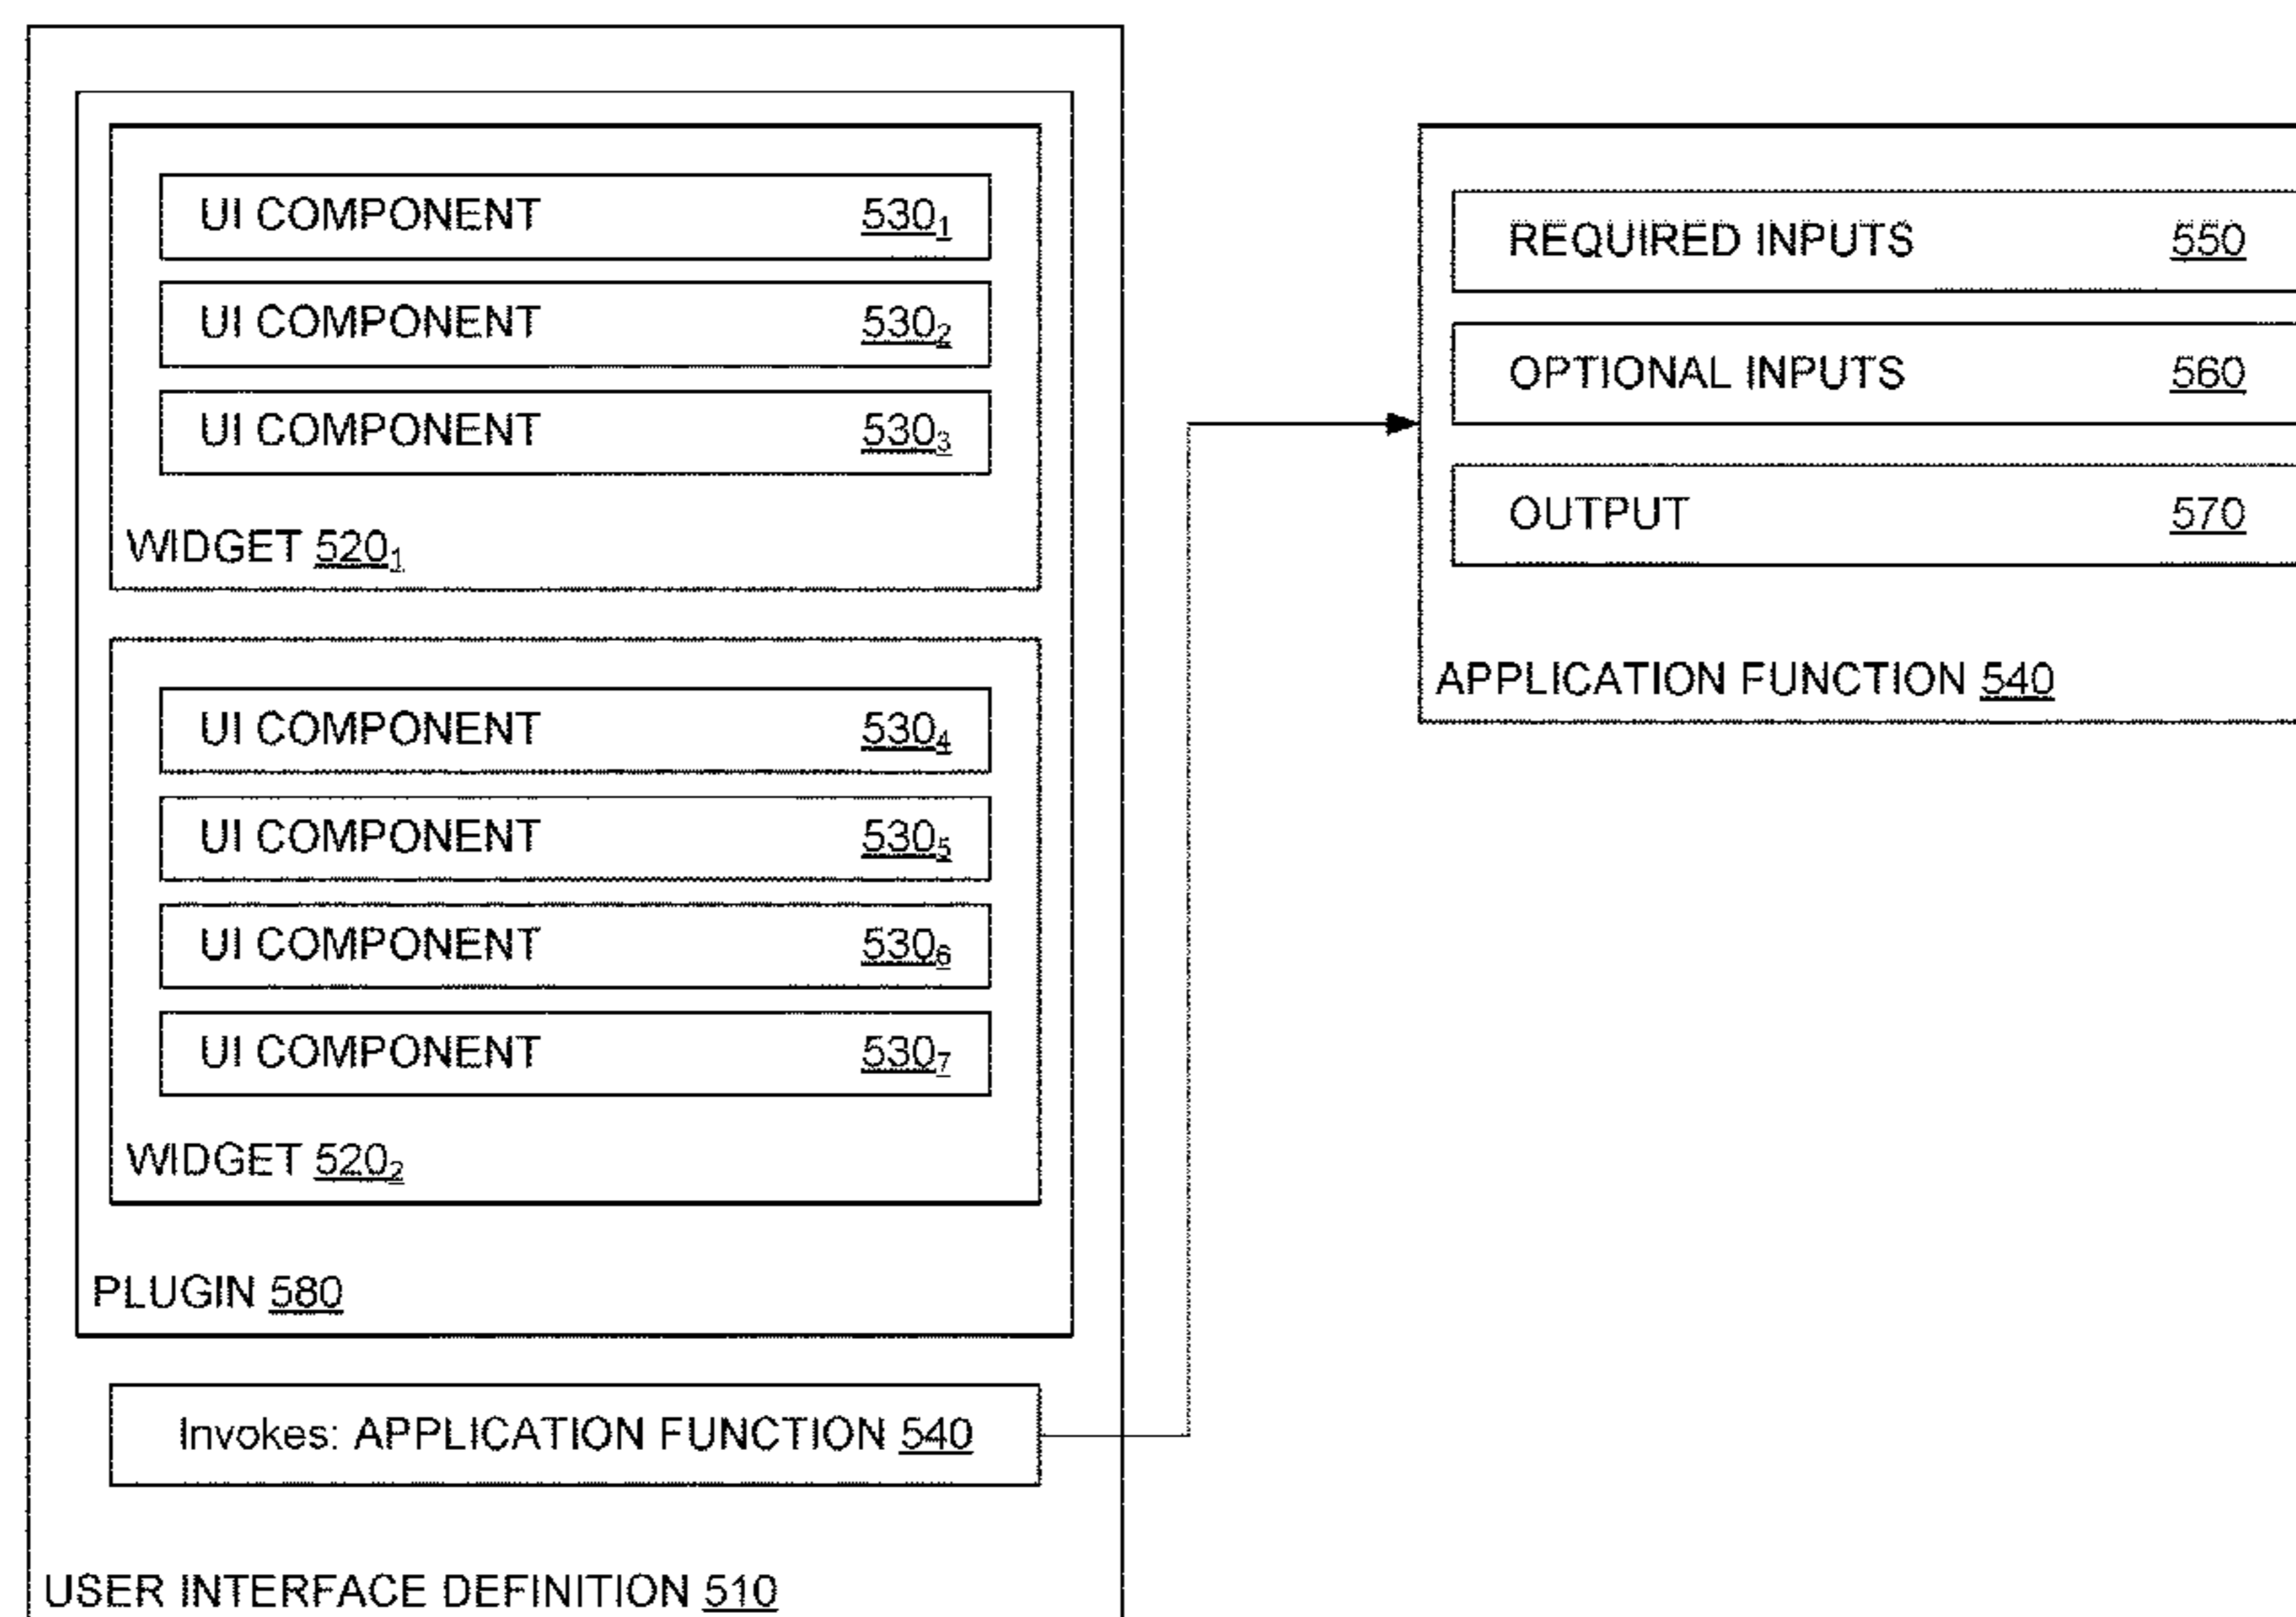 UI COMPONENT 530₁
UI COMPONENT 530₂
UI COMPONENT 530₃
WIDGET 520₁
UI COMPONENT 530₄
UI COMPONENT 530₅
UI COMPONENT 530₆
UI COMPONENT 530₇
WIDGET 520₂
PLUGIN 580
Invokes: APPLICATION FUNCTION 540
USER INTERFACE DEFINITION 510
REQUIRED INPUTS 550
OPTIONAL INPUTS 560
OUTPUT 570
APPLICATION FUNCTION 540